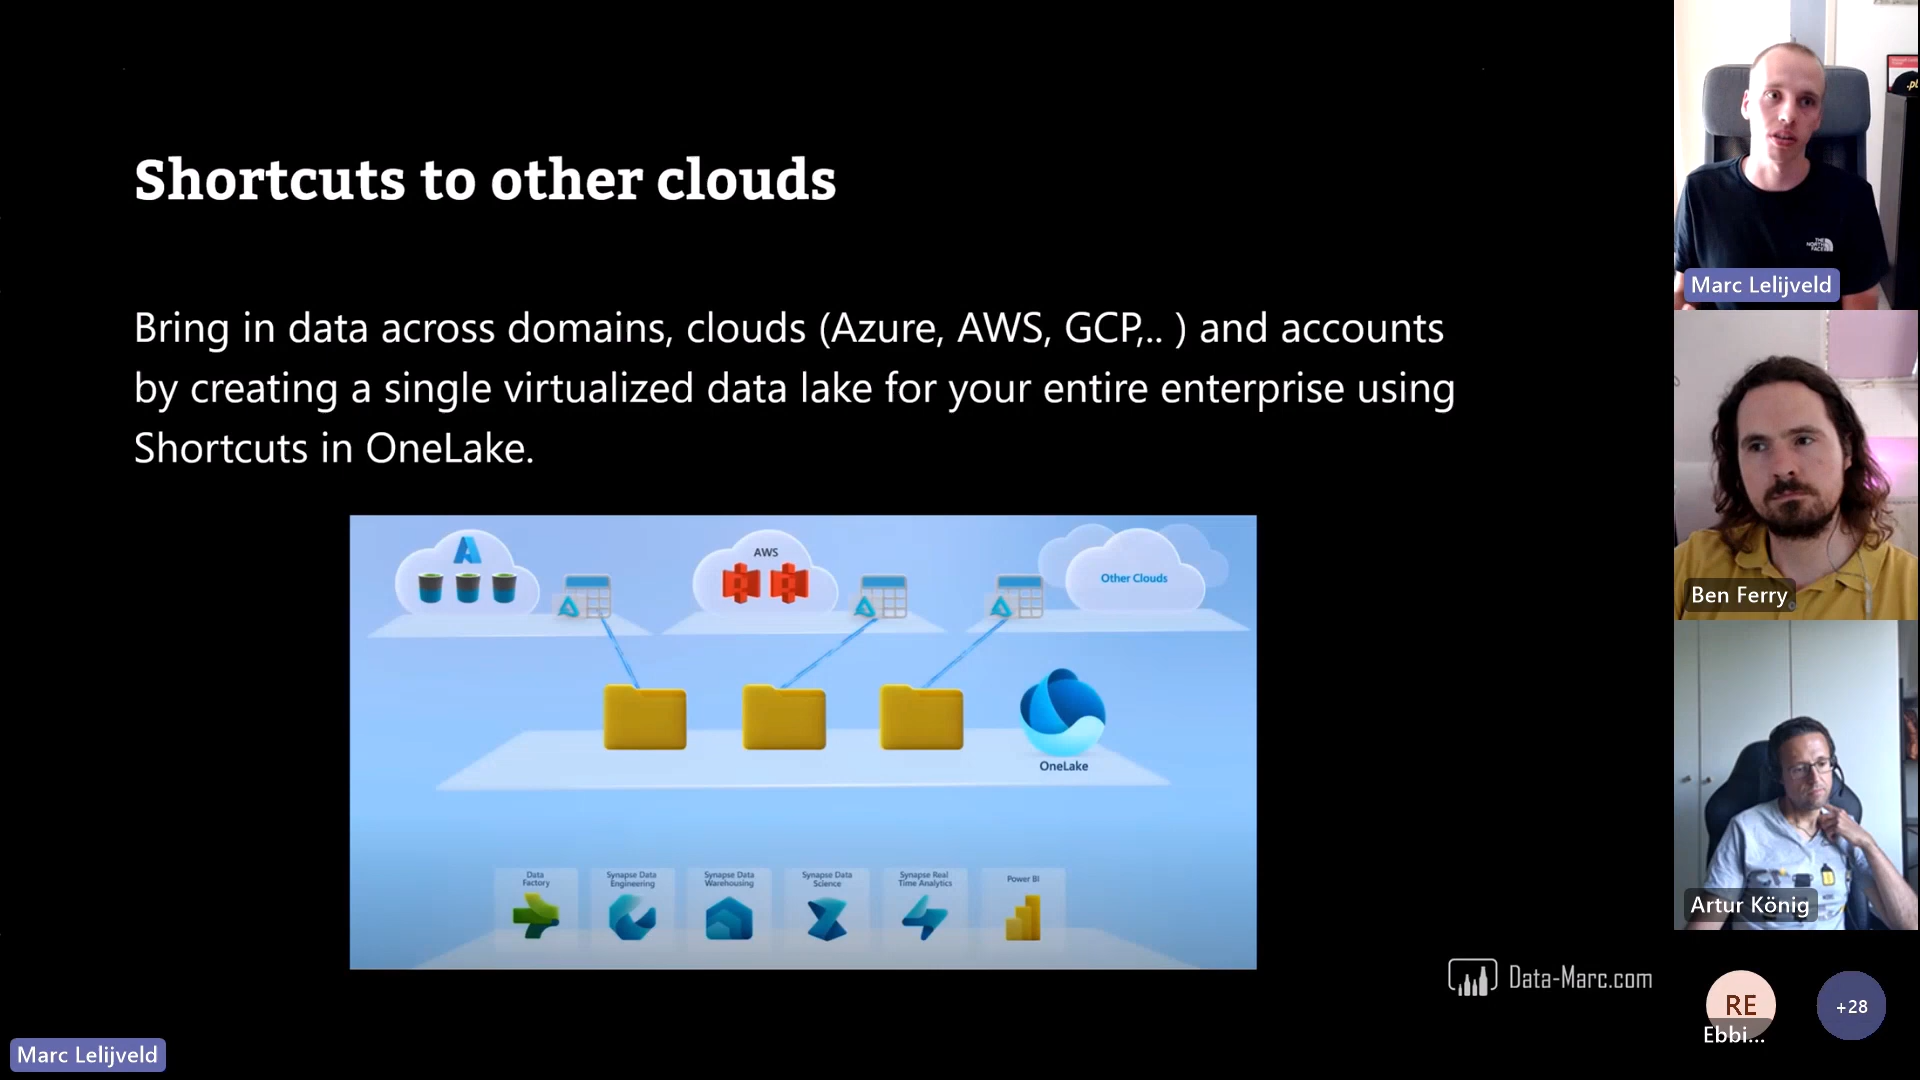 Shortcuts to other clouds
Bring in data across domains, clouds (Azure, AWS, GCP,.. ) and accounts
by creating a single virtualized data lake for your entire enterprise using
Shortcuts in OneLake.
AWS
Other Clouds
OneLake
Data
Factory
Synapse Data
Engineering
Synapse Data
Warehousing
Synapse Data
Science
Synapse Real
Time Analytics
Power BI
Data-Marc.com
Marc Lelijveld
THE
NORTH
FACE
Marc Lelijveld
Ben Ferry
Artur König
RE
Ebbi...
+28